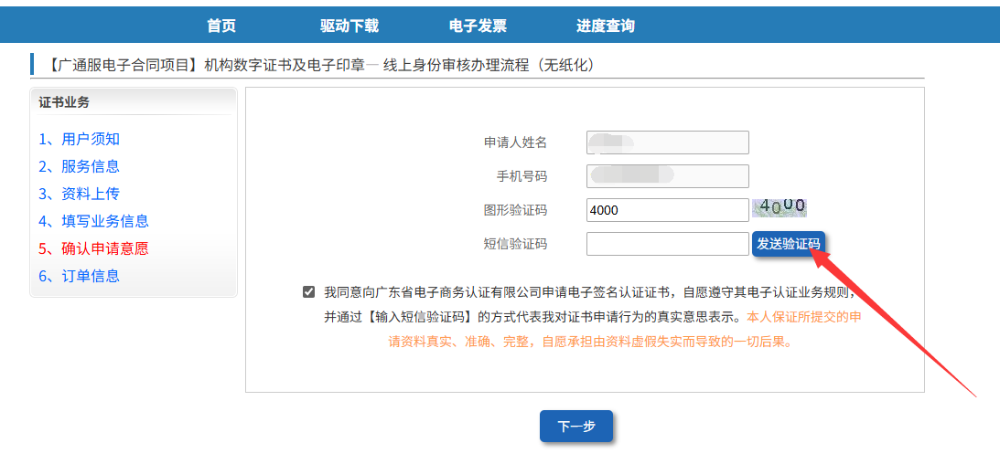 首页 驱动下载 电子发票 进度查询
【广通服电子合同项目】机构数字证书及电子印章— 线上身份审核办理流程（无纸化）
证书业务
1、用户须知
2、服务信息
3、资料上传
4、填写业务信息
5、确认申请意愿
6、订单信息
申请人姓名
手机号码
图形验证码 4000 4000
短信验证码 发送验证码
我同意向广东省电子商务认证有限公司申请电子签名认证证书，自愿遵守其电子认证业务规则，
并通过【输入短信验证码】的方式代表我对证书申请行为的真实意思表示。本人保证所提交的申
请资料真实、准确、完整，自愿承担由资料虚假失实而导致的一切后果。
下一步